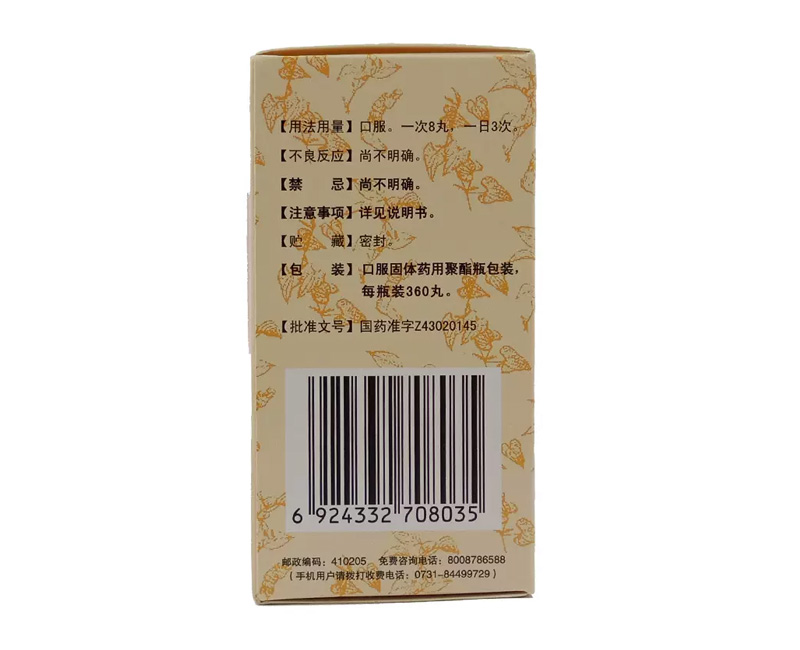 【用法用量】口服。一次8丸，一日3次。
【不良反应】尚不明确。
【禁　　忌】尚不明确。
【注意事项】详见说明书。
【贮　　藏】密封。
【包　　装】口服固体药用聚酯瓶包装，
每瓶装360丸。
【批准文号】国药准字Z43020145
6 924332 708035
邮政编码：410205　免费咨询电话：8008786588
（手机用户请拨打收费电话：0731-84499729）